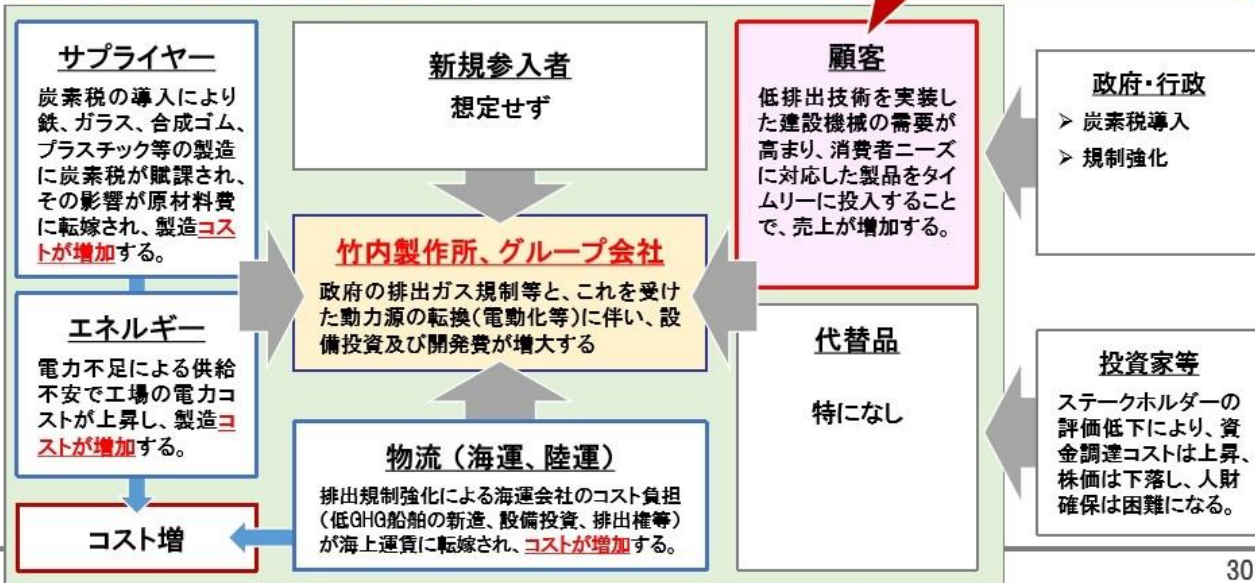 サプライヤー
炭素税の導入により
鉄、ガラス、合成ゴム、
プラスチック等の製造
に炭素税が賦課され、
その影響が原材料費
に転嫁され、製造コス
トが増加する。
エネルギー
電力不足による供給
不安で工場の電力コ
ストが上昇し、製造コ
ストが増加する。
コスト増
新規参入者
想定せず
竹内製作所、グループ会社
政府の排出ガス規制等と、これを受け
た動力源の転換(電動化等)に伴い、設
備投資及び開発費が増大する
物流（海運、陸運）
排出規制強化による海運会社のコスト負担
(低GHG船舶の新造、設備投資、排出権等)
が海上運賃に転嫁され、コストが増加する。
顧客
低排出技術を実装し
た建設機械の需要が
高まり、消費者ニーズ
に対応した製品をタイ
ムリーに投入すること
で、売上が増加する。
代替品
特になし
政府・行政
➢ 炭素税導入
➢ 規制強化
投資家等
ステークホルダーの
評価低下により、資
金調達コストは上昇、
株価は下落し、人財
確保は困難になる。
30